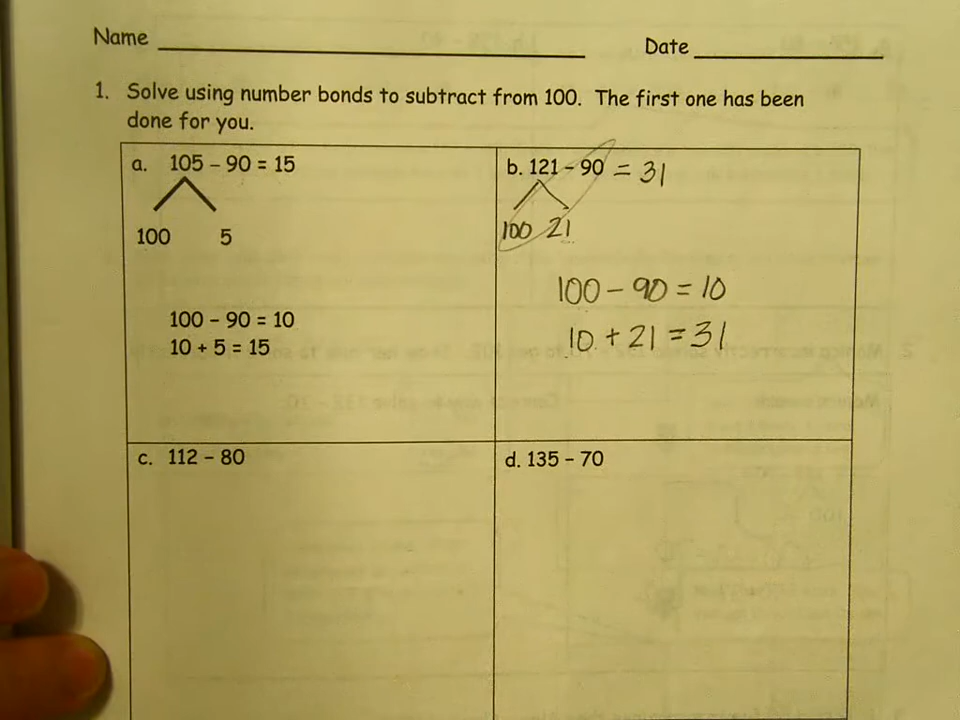 Name
Date
1. Solve using number bonds to subtract from 100. The first one has been
done for you.
a. 105 – 90 = 15
100 5
100 – 90 = 10
10 + 5 = 15
b. 121 – 90 = 31
100 21
100 – 90 = 10
10 + 21 = 31
c. 112 – 80
d. 135 – 70